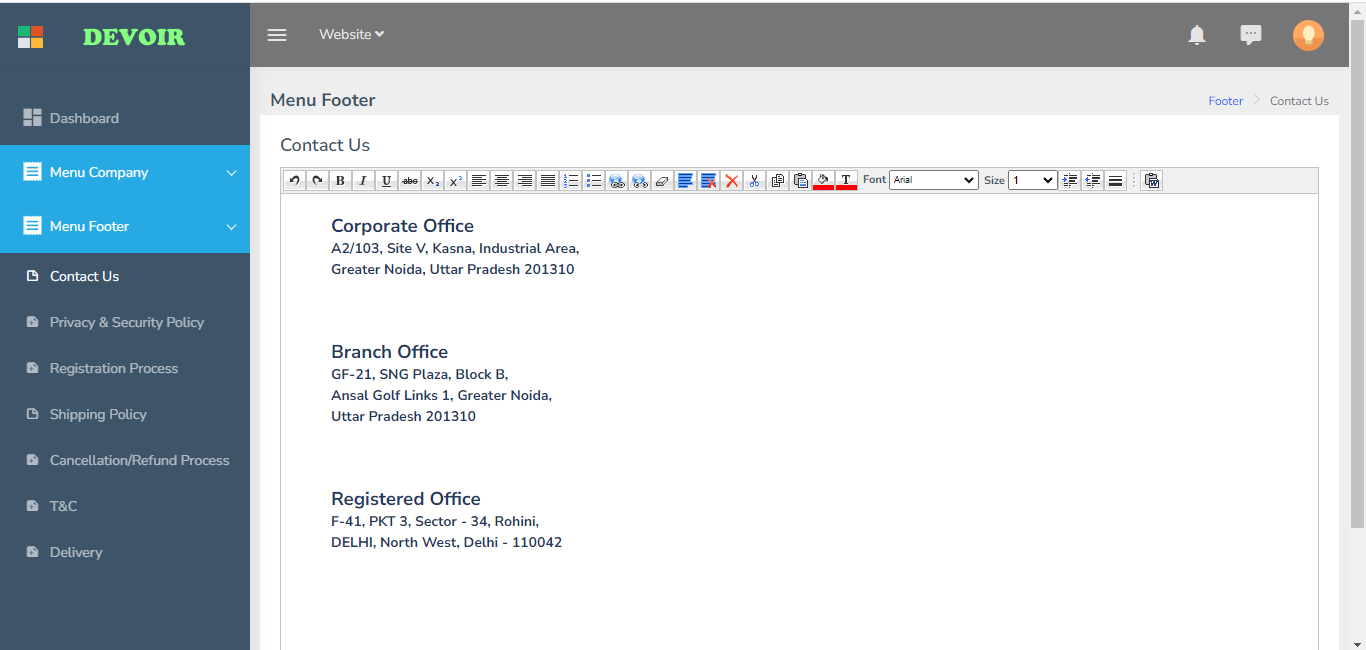 DEVOIR
Website
Dashboard
Menu Company
Menu Footer
Contact Us
Privacy & Security Policy
Registration Process
Shipping Policy
Cancellation/Refund Process
T&C
Delivery
Menu Footer
Footer
Contact Us
Contact Us
B I U abc X₂ X²
T
Font Arial Size 1
Corporate Office
A2/103, Site V, Kasna, Industrial Area,
Greater Noida, Uttar Pradesh 201310
Branch Office
GF-21, SNG Plaza, Block B,
Ansal Golf Links 1, Greater Noida,
Uttar Pradesh 201310
Registered Office
F-41, PKT 3, Sector - 34, Rohini,
DELHI, North West, Delhi - 110042